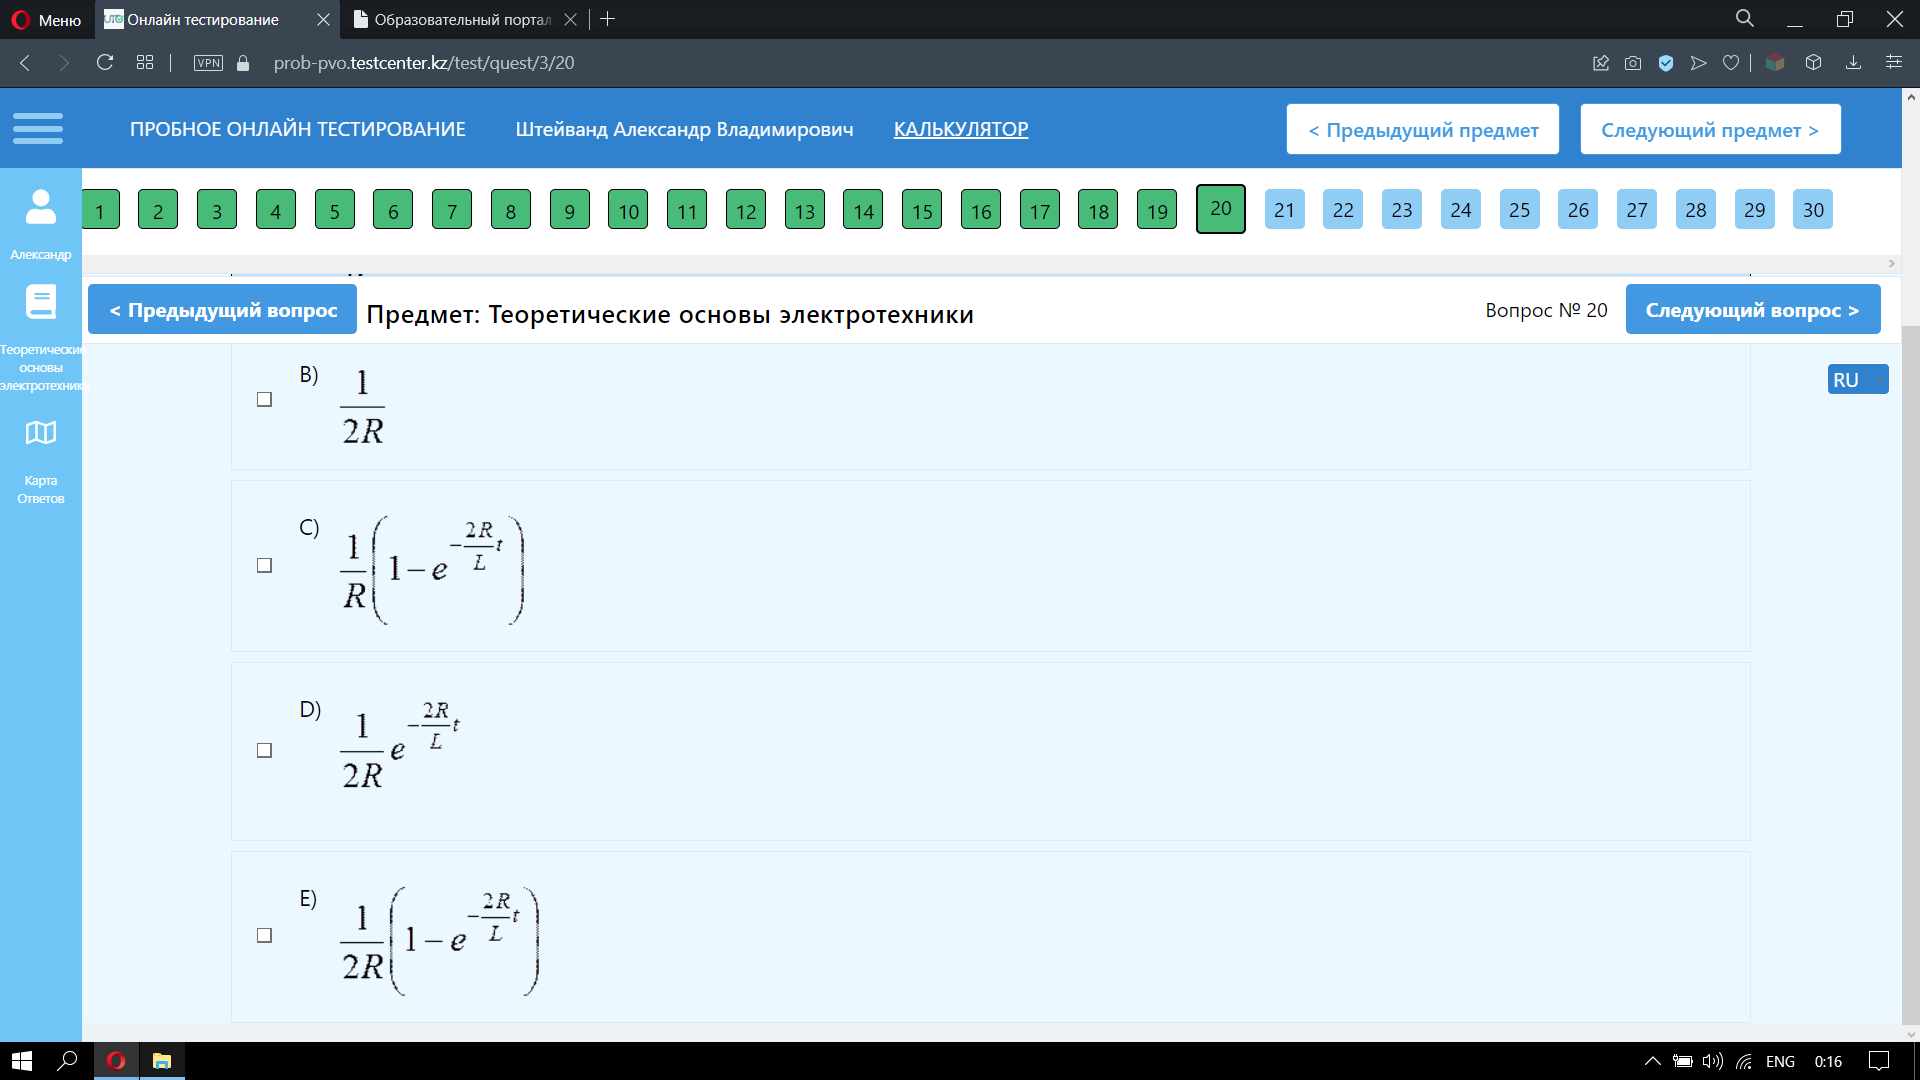 Меню
Онлайн тестирование
Образовательный портал
VPN
prob-pvo.testcenter.kz/test/quest/3/20
ПРОБНОЕ ОНЛАЙН ТЕСТИРОВАНИЕ
Штейванд Александр Владимирович
КАЛЬКУЛЯТОР
< Предыдущий предмет
Следующий предмет >
1 2 3 4 5 6 7 8 9 10 11 12 13 14 15 16 17 18 19 20 21 22 23 24 25 26 27 28 29 30
Александр
Теоретические
основы
электротехники
Карта
Ответов
< Предыдущий вопрос
Предмет: Теоретические основы электротехники
Вопрос № 20
Следующий вопрос >
RU
B) 1/2R
C) 1/R(1−e^−2R/L t)
D) 1/2R e^−2R/L t
E) 1/2R(1−e^−2R/L t)
ENG
0:16